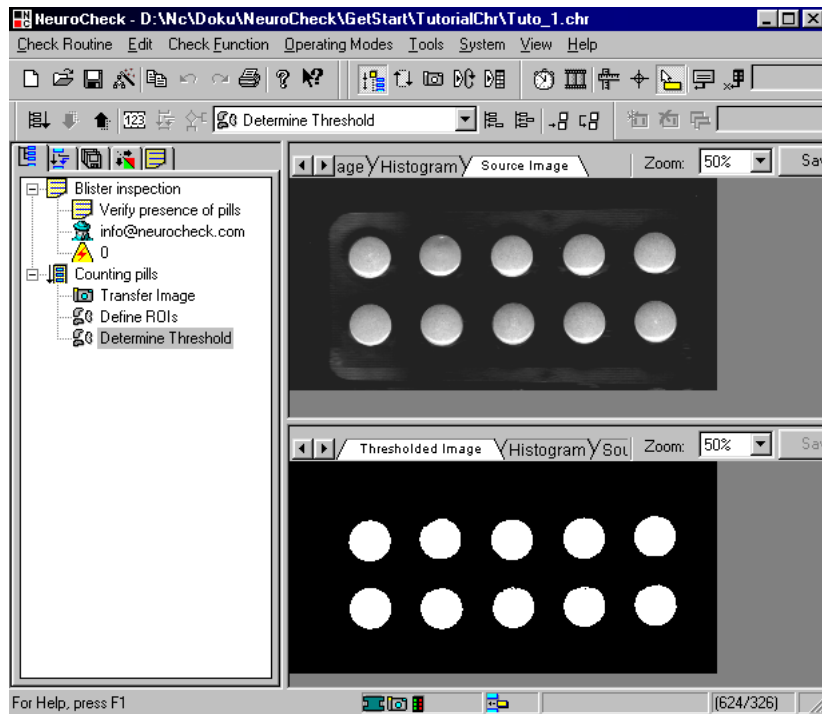 NeuroCheck - D:\Nc\Doku\NeuroCheck\GetStart\TutorialChr\Tuto_1.chr
Check Routine Edit Check Function Operating Modes Tools System View Help
123 Determine Threshold
age Histogram Source Image Zoom: 50% Sav
Blister inspection
Verify presence of pills
info@neurocheck.com
0
Counting pills
Transfer Image
Define ROIs
Determine Threshold
Thresholded Image Histogram Sou Zoom: 50% Sav
For Help, press F1 (624/326)